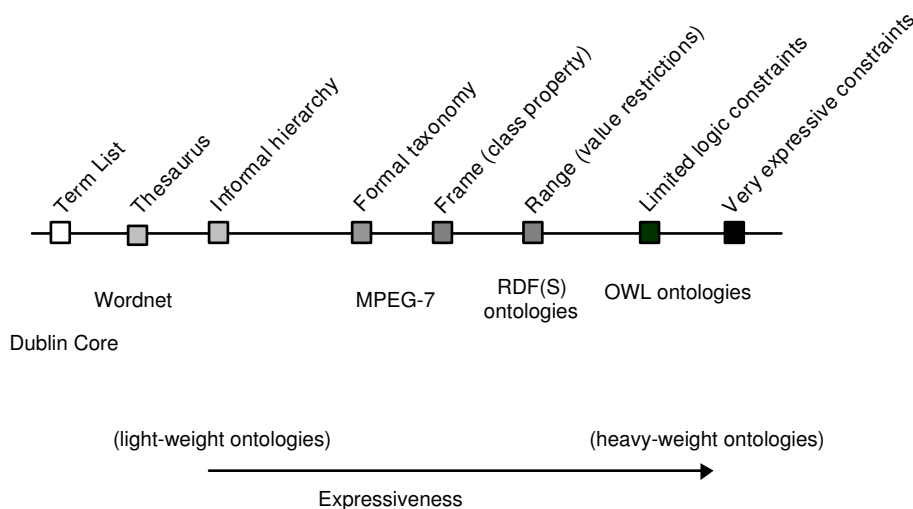 Term List
Thesaurus
Informal hierarchy
Formal taxonomy
Frame (class property)
Range (value restrictions)
Limited logic constraints
Very expressive constraints
Wordnet
MPEG-7
RDF(S)
ontologies
OWL ontologies
Dublin Core
(light-weight ontologies)
(heavy-weight ontologies)
Expressiveness